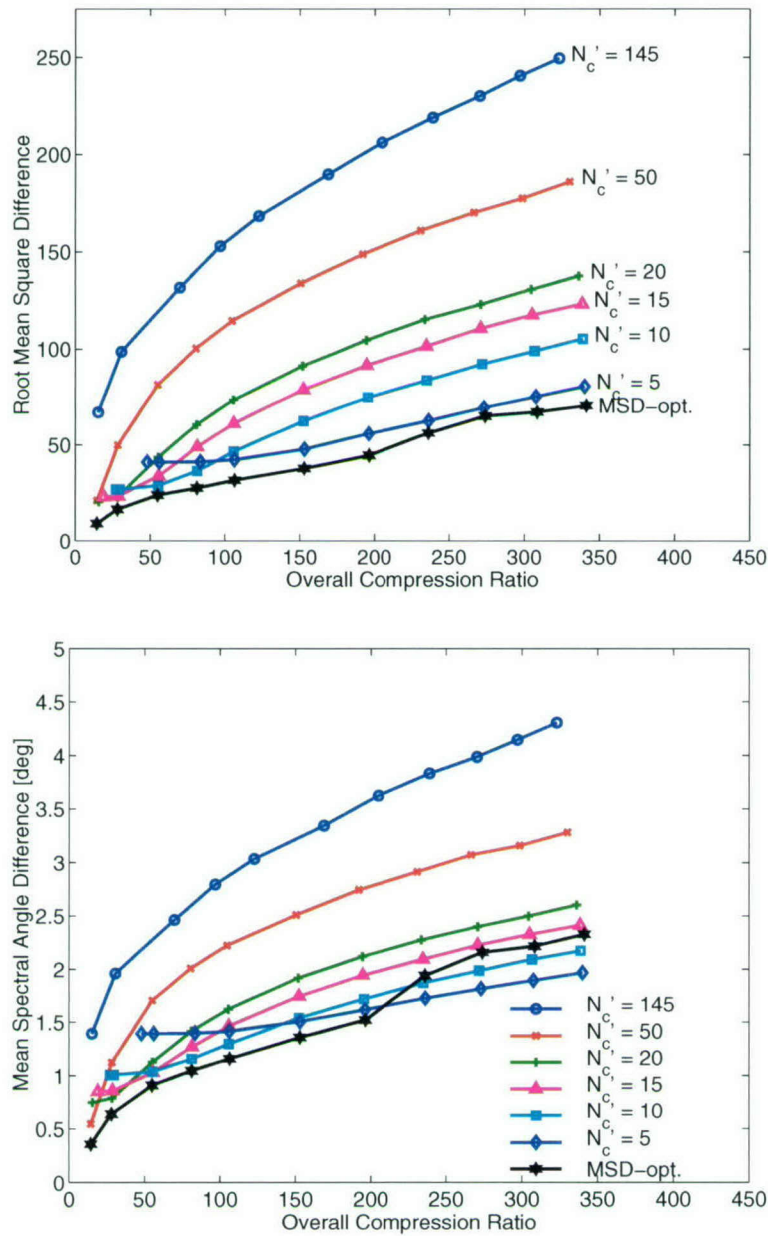 250
200
150
100
50
0
Root Mean Square Difference
N_c' = 145
N_c' = 50
N_c' = 20
N_c' = 15
N_c' = 10
N_c' = 5
MSD-opt.
0 50 100 150 200 250 300 350 400 450
Overall Compression Ratio
5
4.5
4
3.5
3
2.5
2
1.5
1
0.5
0
Mean Spectral Angle Difference [deg]
N_c' = 145
N_c' = 50
N_c' = 20
N_c' = 15
N_c' = 10
N_c' = 5
MSD-opt.
0 50 100 150 200 250 300 350 400 450
Overall Compression Ratio